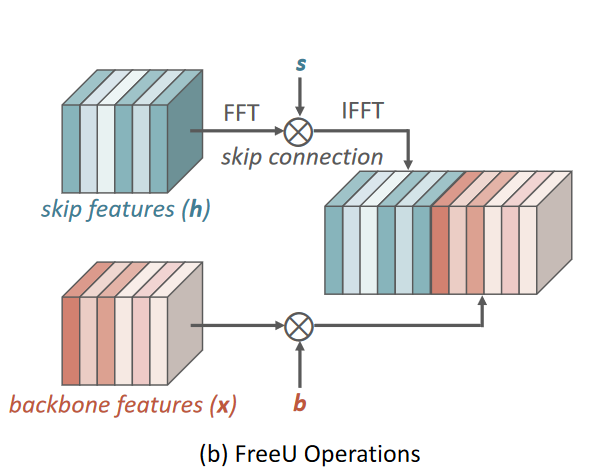 s
FFT
IFFT
skip connection
skip features (h)
backbone features (x)
b
(b) FreeU Operations